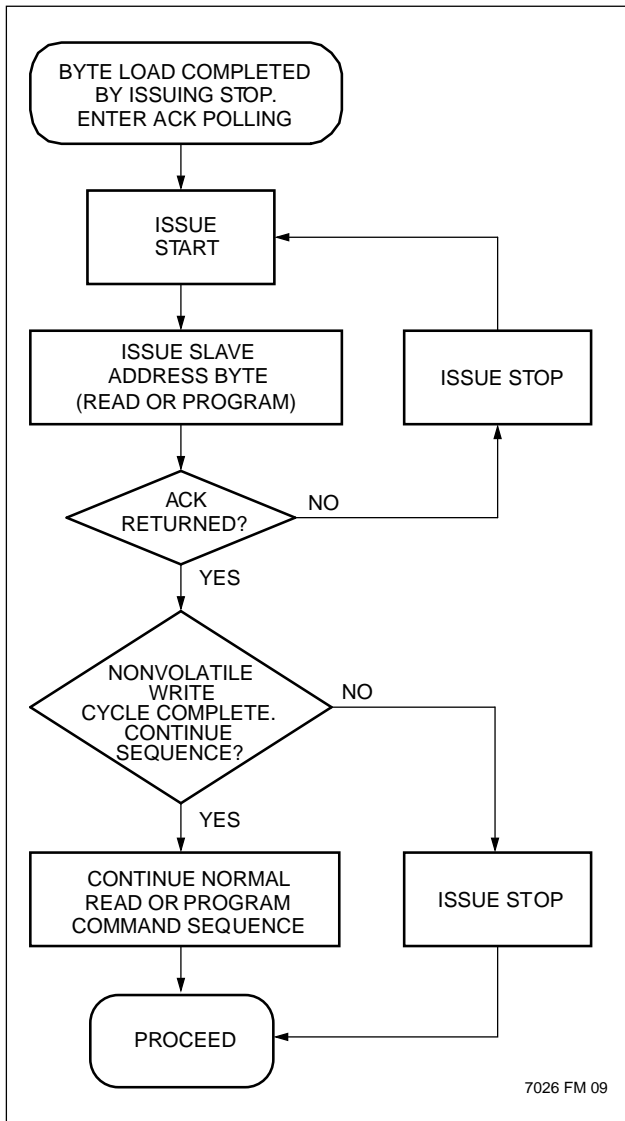 BYTE LOAD COMPLETED
BY ISSUING STOP.
ENTER ACK POLLING
ISSUE
START
ISSUE SLAVE
ADDRESS BYTE
(READ OR PROGRAM)
ISSUE STOP
ACK
RETURNED?
NO
YES
NONVOLATILE
WRITE
CYCLE COMPLETE.
CONTINUE
SEQUENCE?
NO
YES
CONTINUE NORMAL
READ OR PROGRAM
COMMAND SEQUENCE
ISSUE STOP
PROCEED
7026 FM 09